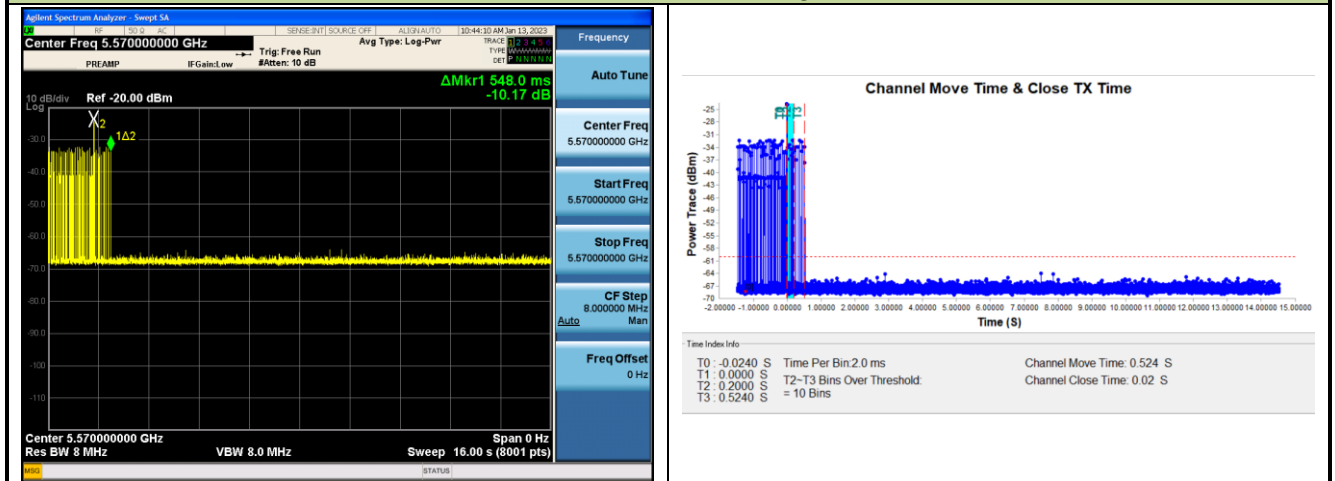 Agilent Spectrum Analyzer - Swept SA
RF 50 Ω AC SENSE:INT SOURCE OFF ALIGNAUTO 10:44:10 AM Jan 13, 2023
Center Freq 5.570000000 GHz
Avg Type: Log-Pwr
TRACE 1 2 3 4 5 6
TYPE
DET P N N N N N
PREAMP
IFGain:Low
Trig: Free Run
#Atten: 10 dB
ΔMkr1 548.0 ms
-10.17 dB
10 dB/div Ref -20.00 dBm
Log
X2
1Δ2
-30.0
-40.0
-50.0
-60.0
-70.0
-80.0
-90.0
-100
-110
Center 5.570000000 GHz
Span 0 Hz
Res BW 8 MHz
VBW 8.0 MHz
Sweep 16.00 s (8001 pts)
MSG
STATUS
Frequency
Auto Tune
Center Freq
5.570000000 GHz
Start Freq
5.570000000 GHz
Stop Freq
5.570000000 GHz
CF Step
8.000000 MHz
Auto Man
Freq Offset
0 Hz
Channel Move Time & Close TX Time
Power Trace (dBm)
-25
-28
-31
-34
-37
-40
-43
-46
-49
-52
-55
-58
-61
-64
-67
-70
-2.00000 -1.00000 0.00000 1.00000 2.00000 3.00000 4.00000 5.00000 6.00000 7.00000 8.00000 9.00000 10.00000 11.00000 12.00000 13.00000 14.00000 15.00000
Time (S)
Time Index Info
T0 : -0.0240 S
T1 : 0.0000 S
T2 : 0.2000 S
T3 : 0.5240 S
Time Per Bin:2.0 ms
T2~T3 Bins Over Threshold:
= 10 Bins
Channel Move Time: 0.524 S
Channel Close Time: 0.02 S